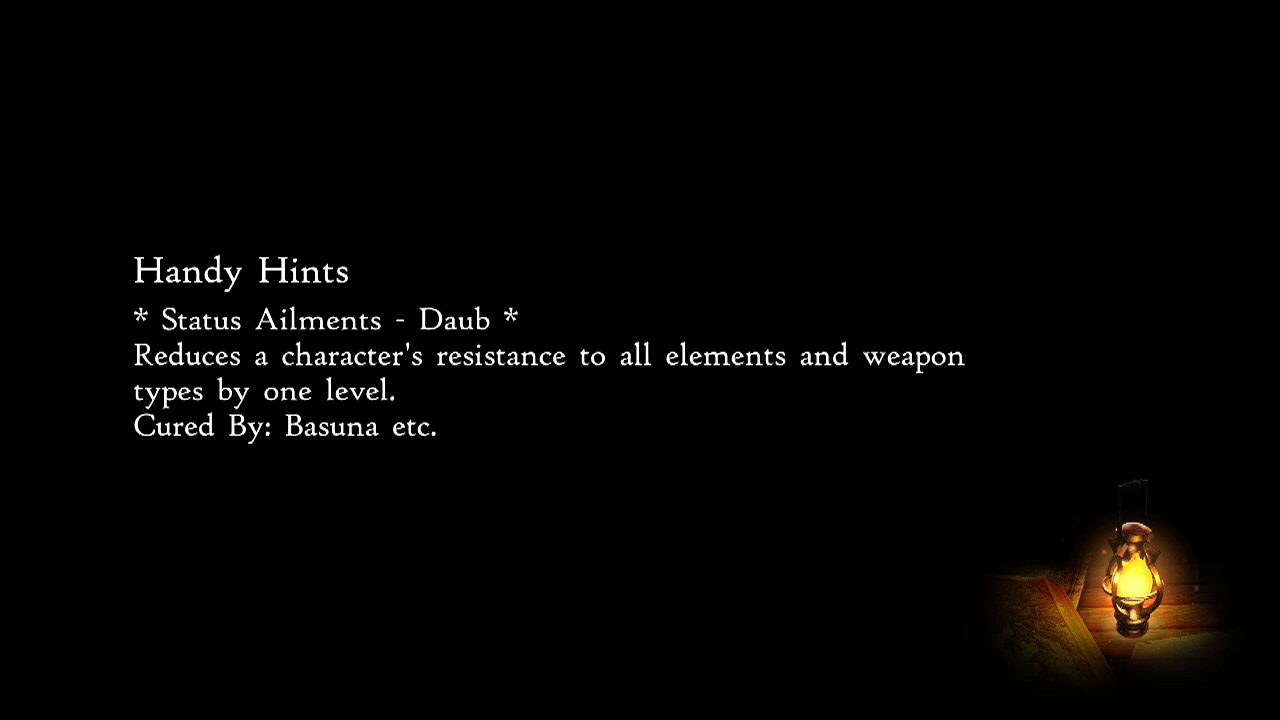 Handy Hints
* Status Ailments - Daub *
Reduces a character's resistance to all elements and weapon
types by one level.
Cured By: Basuna etc.